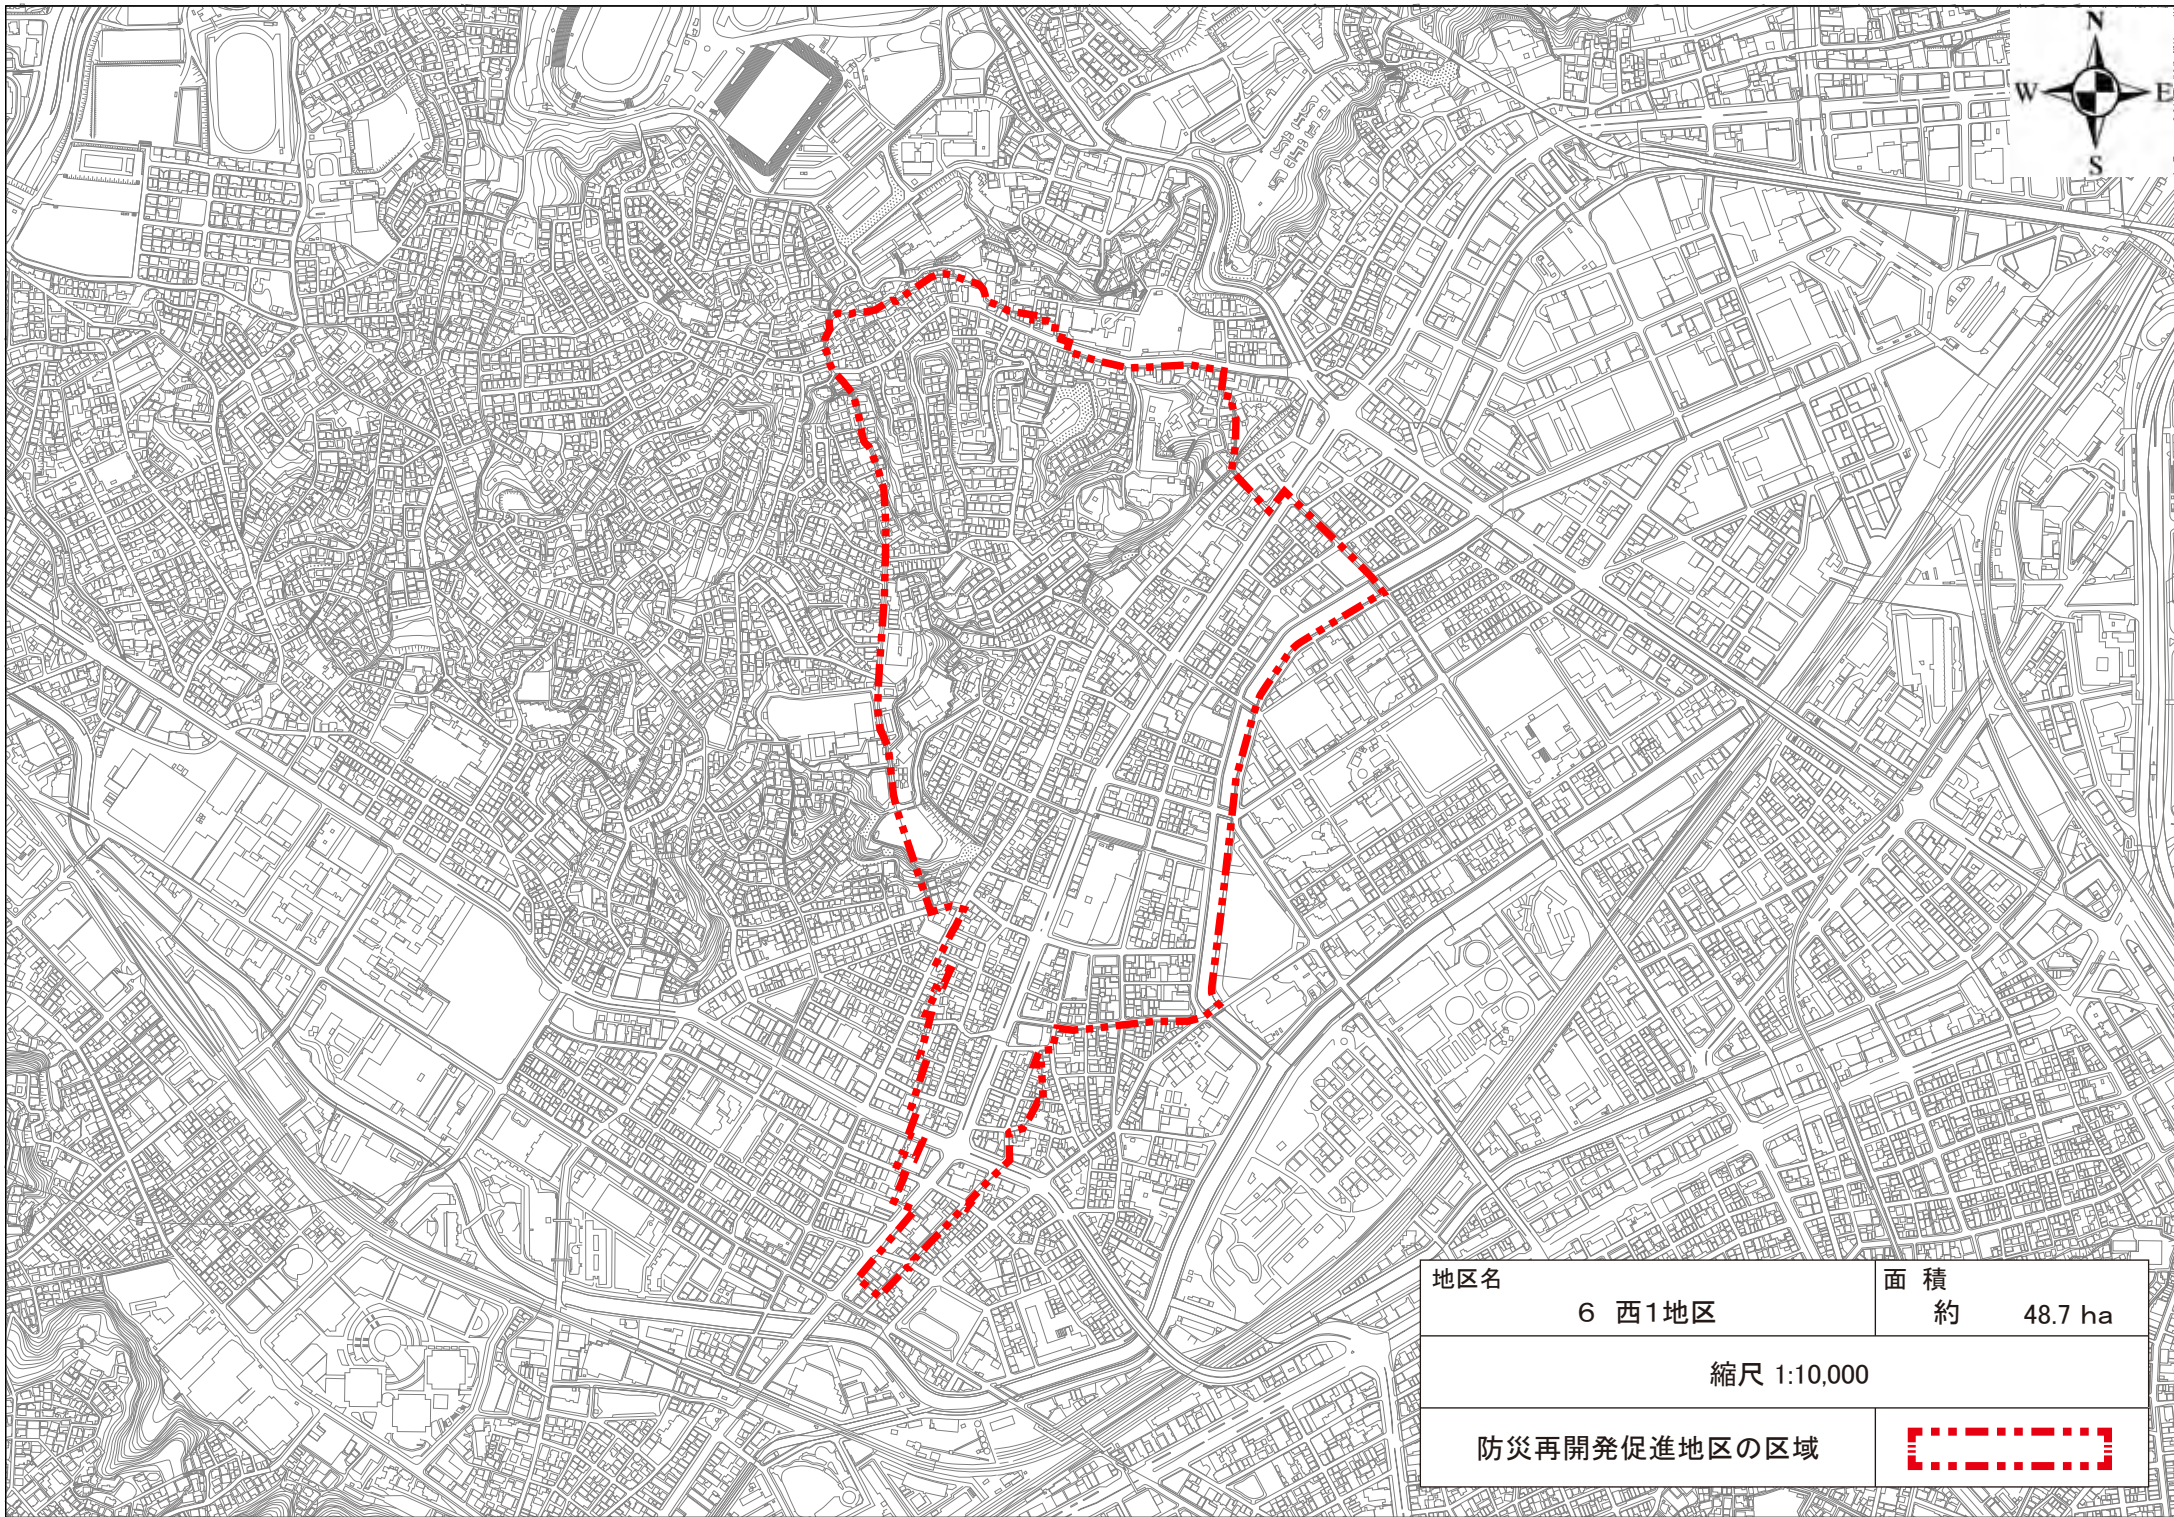 N
W E
S
地区名
6 西1地区
面 積
約 48.7 ha
縮尺 1:10,000
防災再開発促進地区の区域